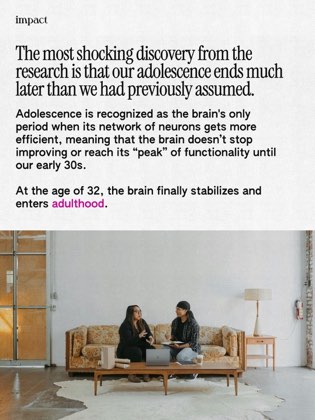 impact
The most shocking discovery from the
research is that our adolescence ends much
later than we had previously assumed.
Adolescence is recognized as the brain's only
period when its network of neurons gets more
efficient, meaning that the brain doesn't stop
improving or reach its “peak” of functionality until
our early 30s.
At the age of 32, the brain finally stabilizes and
enters adulthood.